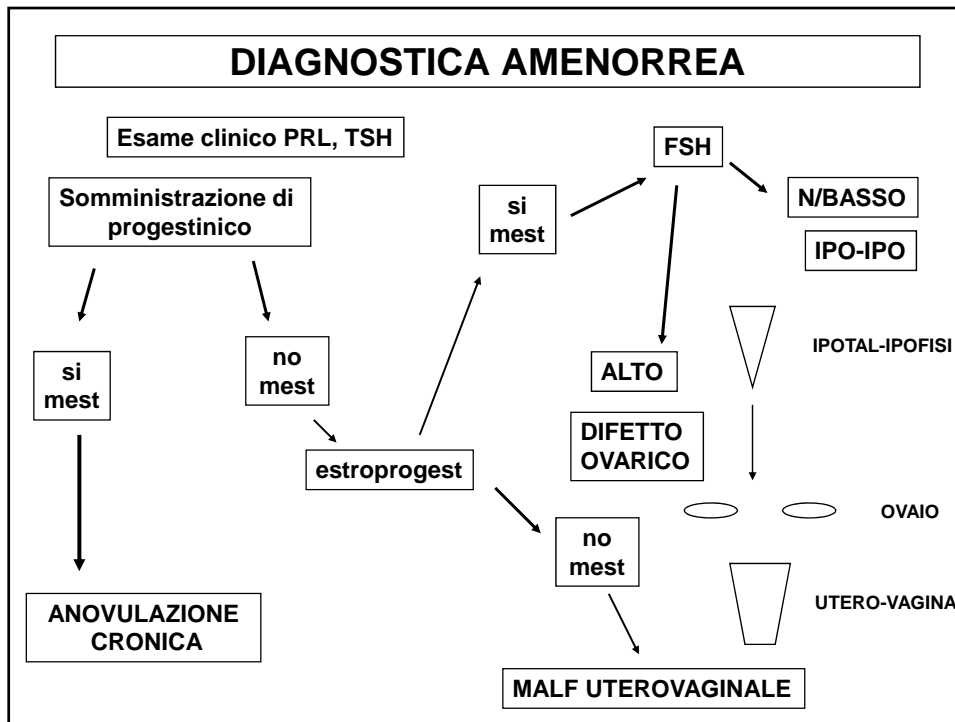 DIAGNOSTICA AMENORREA
Esame clinico PRL, TSH
Somministrazione di
progestinico
si
mest
no
mest
estroprogest
ANOVULAZIONE
CRONICA
si
mest
no
mest
MALF UTEROVAGINALE
FSH
ALTO
DIFETTO
OVARICO
N/BASSO
IPO-IPO
IPOTAL-IPOFISI
OVAIO
UTERO-VAGINA